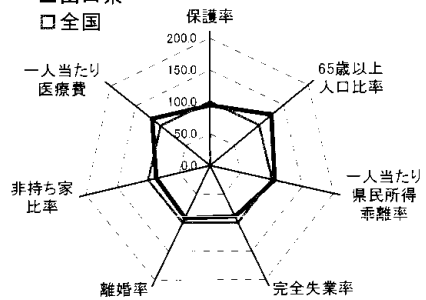 □全国
保護率
200.0
150.0
100.0
50.0
0.0
65歳以上
人口比率
一人当たり
県民所得
乖離率
完全失業率
離婚率
非持ち家
比率
一人当たり
医療費